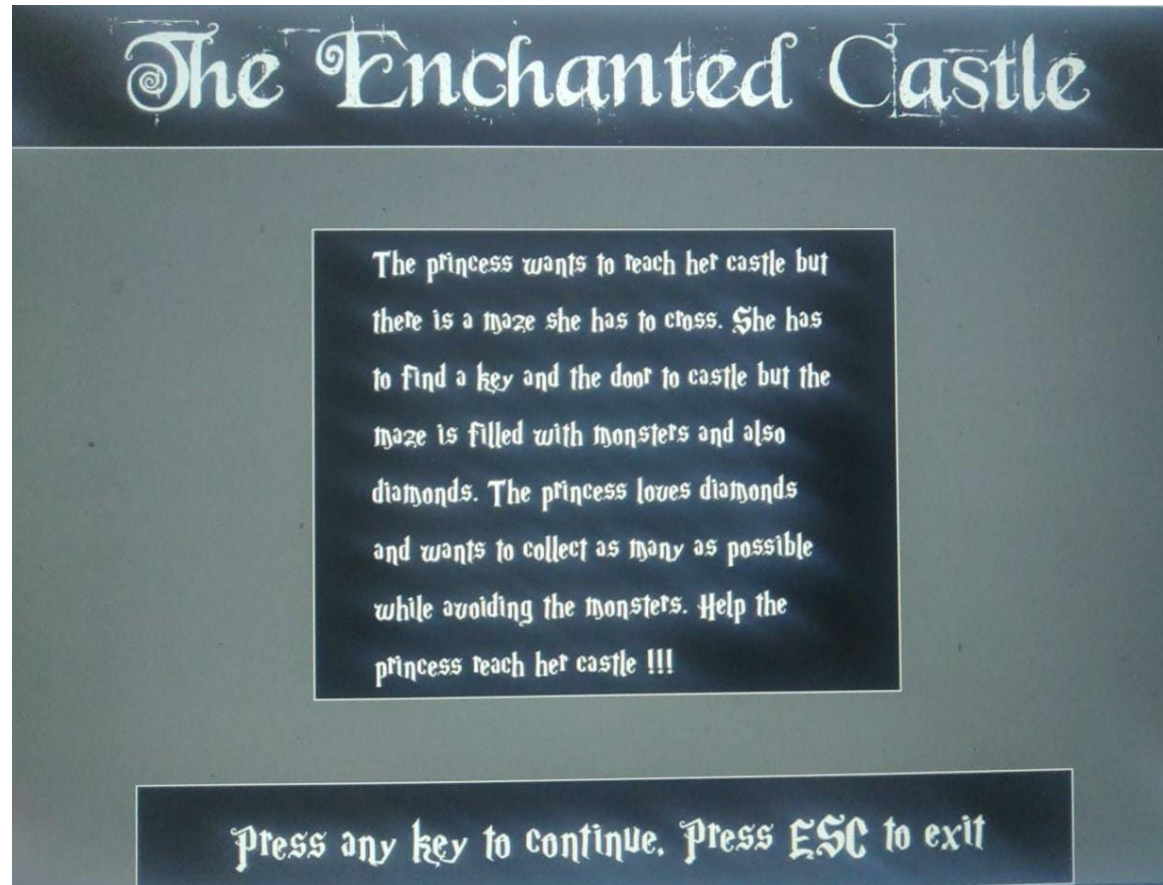 The Enchanted Castle
The princess wants to reach her castle but
there is a maze she has to cross. She has
to find a key and the door to castle but the
maze is filled with monsters and also
diamonds. The princess loves diamonds
and wants to collect as many as possible
while avoiding the monsters. Help the
princess reach her castle !!!
Press any key to continue. Press ESC to exit